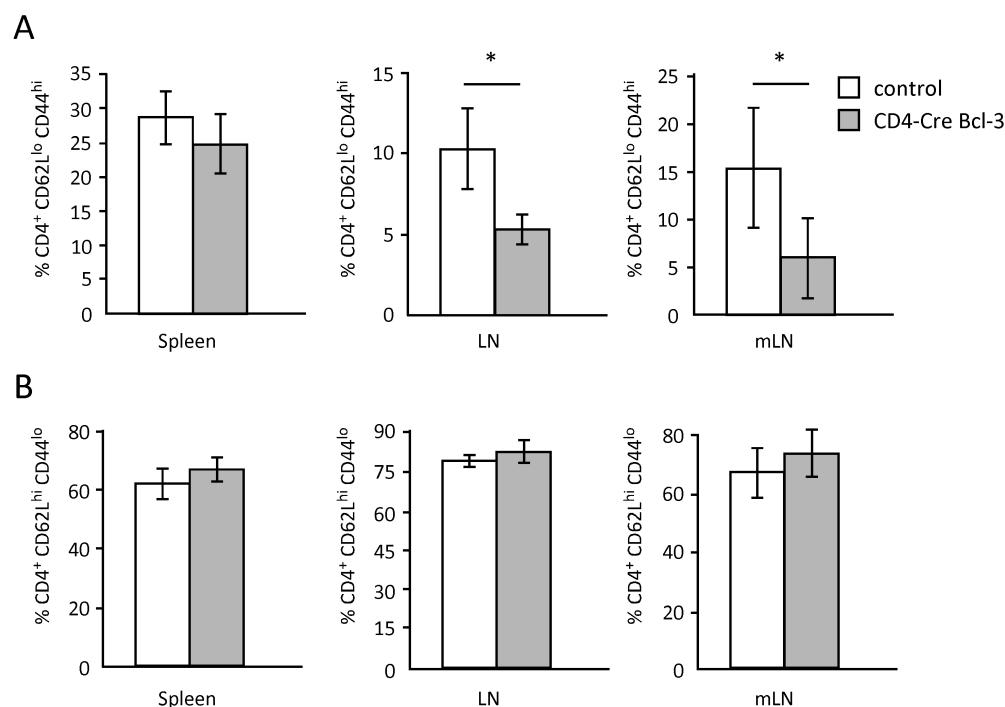 A
% CD4⁺ CD62Lˡᵒ CD44ʰⁱ
35
30
25
20
15
10
5
0
Spleen
% CD4⁺ CD62Lˡᵒ CD44ʰⁱ
15
10
5
0
*
LN
% CD4⁺ CD62Lˡᵒ CD44ʰⁱ
25
20
15
10
5
0
*
mLN
control
CD4-Cre Bcl-3
B
% CD4⁺ CD62Lʰⁱ CD44ˡᵒ
80
60
40
20
0
Spleen
% CD4⁺ CD62Lʰⁱ CD44ˡᵒ
90
75
60
45
30
15
0
LN
% CD4⁺ CD62Lʰⁱ CD44ˡᵒ
80
60
40
20
0
mLN